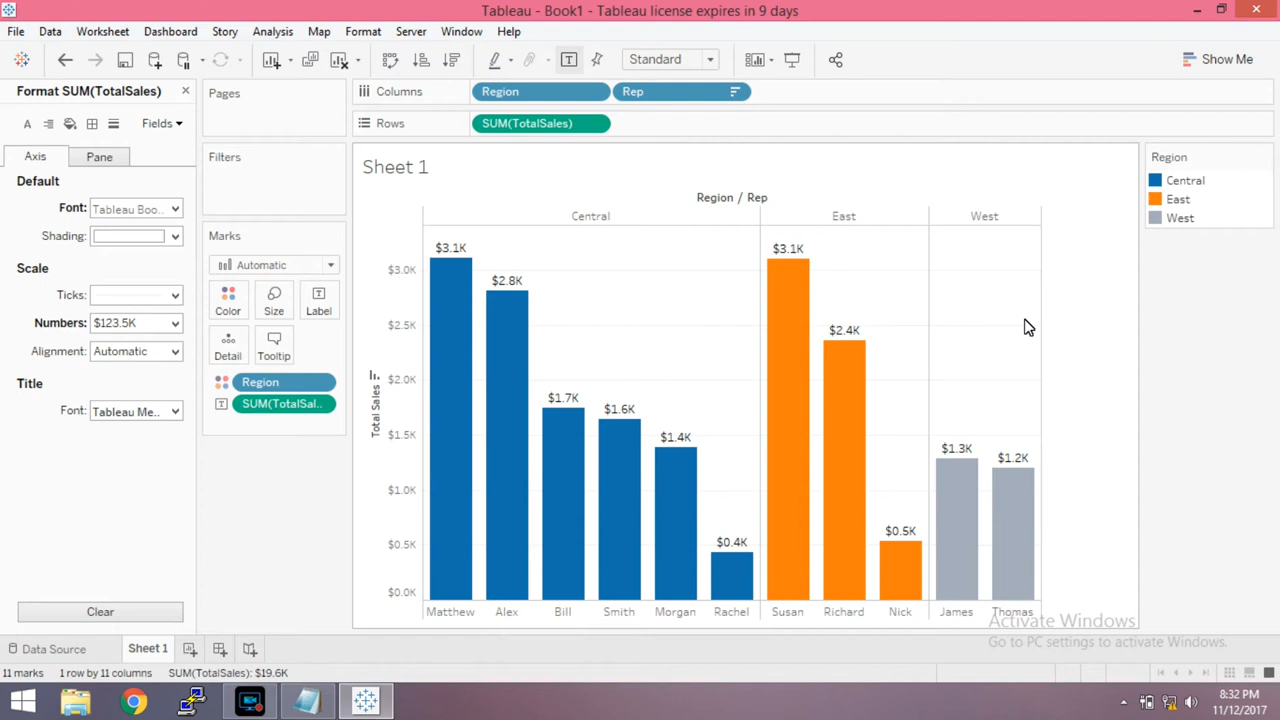 Tableau - Book1 - Tableau license expires in 9 days
File Data Worksheet Dashboard Story Analysis Map Format Server Window Help
Standard
Show Me
Format SUM(TotalSales)
Fields
Axis Pane
Default
Font: Tableau Boo..
Shading:
Scale
Ticks:
Numbers: $123.5K
Alignment: Automatic
Title
Font: Tableau Me..
Clear
Pages
Filters
Marks
Automatic
Color Size Label
Detail Tooltip
Region
SUM(TotalSal..
Columns Region Rep
Rows SUM(TotalSales)
Sheet 1
Region / Rep
Central East West
Total Sales
$3.0K
$2.5K
$2.0K
$1.5K
$1.0K
$0.5K
$0.0K
$3.1K
$2.8K
$1.7K
$1.6K
$1.4K
$0.4K
$3.1K
$2.4K
$0.5K
$1.3K
$1.2K
Matthew Alex Bill Smith Morgan Rachel Susan Richard Nick James Thomas
Region
Central
East
West
Activate Windows
Go to PC settings to activate Windows.
Data Source Sheet 1
11 marks 1 row by 11 columns SUM(TotalSales): $19.6K
8:32 PM
11/12/2017